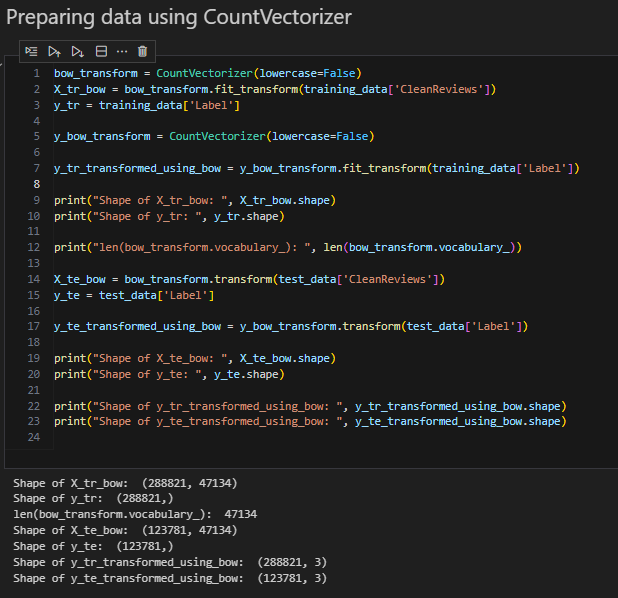 Preparing data using CountVectorizer
1 bow_transform = CountVectorizer(lowercase=False)
2 X_tr_bow = bow_transform.fit_transform(training_data['CleanReviews'])
3 y_tr = training_data['Label']
4
5 y_bow_transform = CountVectorizer(lowercase=False)
6
7 y_tr_transformed_using_bow = y_bow_transform.fit_transform(training_data['Label'])
8
9 print("Shape of X_tr_bow: ", X_tr_bow.shape)
10 print("Shape of y_tr: ", y_tr.shape)
11
12 print("len(bow_transform.vocabulary_): ", len(bow_transform.vocabulary_))
13
14 X_te_bow = bow_transform.transform(test_data['CleanReviews'])
15 y_te = test_data['Label']
16
17 y_te_transformed_using_bow = y_bow_transform.transform(test_data['Label'])
18
19 print("Shape of X_te_bow: ", X_te_bow.shape)
20 print("Shape of y_te: ", y_te.shape)
21
22 print("Shape of y_tr_transformed_using_bow: ", y_tr_transformed_using_bow.shape)
23 print("Shape of y_te_transformed_using_bow: ", y_te_transformed_using_bow.shape)
24
Shape of X_tr_bow:  (288821, 47134)
Shape of y_tr:  (288821,)
len(bow_transform.vocabulary_):  47134
Shape of X_te_bow:  (123781, 47134)
Shape of y_te:  (123781,)
Shape of y_tr_transformed_using_bow:  (288821, 3)
Shape of y_te_transformed_using_bow:  (123781, 3)